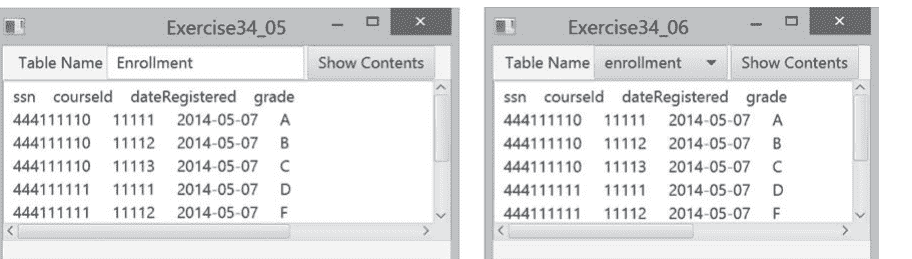 Exercise34_05
Table Name Enrollment Show Contents
ssn courseId dateRegistered grade
444111110 11111 2014-05-07 A
444111110 11112 2014-05-07 B
444111110 11113 2014-05-07 C
444111111 11111 2014-05-07 D
444111111 11112 2014-05-07 F
Exercise34_06
Table Name enrollment Show Contents
ssn courseId dateRegistered grade
444111110 11111 2014-05-07 A
444111110 11112 2014-05-07 B
444111110 11113 2014-05-07 C
444111111 11111 2014-05-07 D
444111111 11112 2014-05-07 F